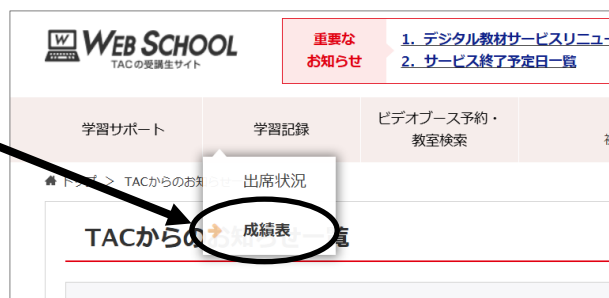 WEB SCHOOL
TACの受講生サイト
重要な
お知らせ
1. デジタル教材サービスリニュー
2. サービス終了予定日一覧
学習サポート
学習記録
ビデオブース予約・
教室検索
トップ > TACからのお知
出席状況
成績表
TACからのお知らせ一覧